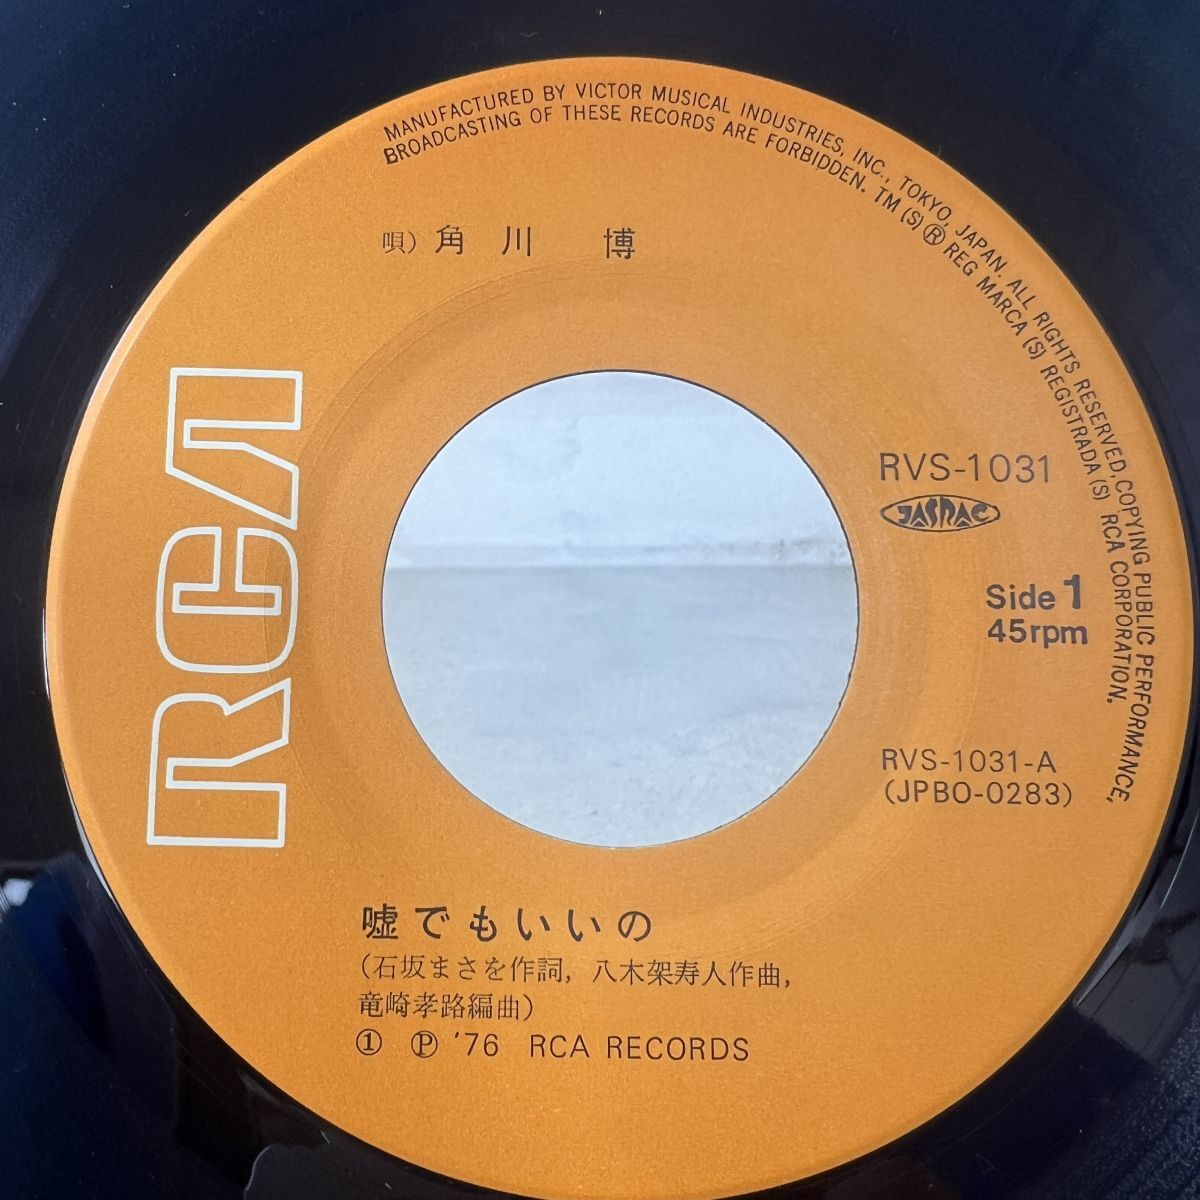 MANUFACTURED BY VICTOR MUSICAL INDUSTRIES, INC., TOKYO, JAPAN. ALL RIGHTS RESERVED, COPYING PUBLIC PERFORMANCE,
BROADCASTING OF THESE RECORDS ARE FORBIDDEN. TM (S) ® REG MARCA (S) REGISTRADA (S) RCA CORPORATION.
唄) 角川 博
RCA
RVS-1031
JASRAC
Side 1
45rpm
RVS-1031-A
(JPBO-0283)
嘘でもいいの
(石坂まさを作詞, 八木架寿人作曲,
竜崎孝路編曲)
① Ⓟ '76 RCA RECORDS